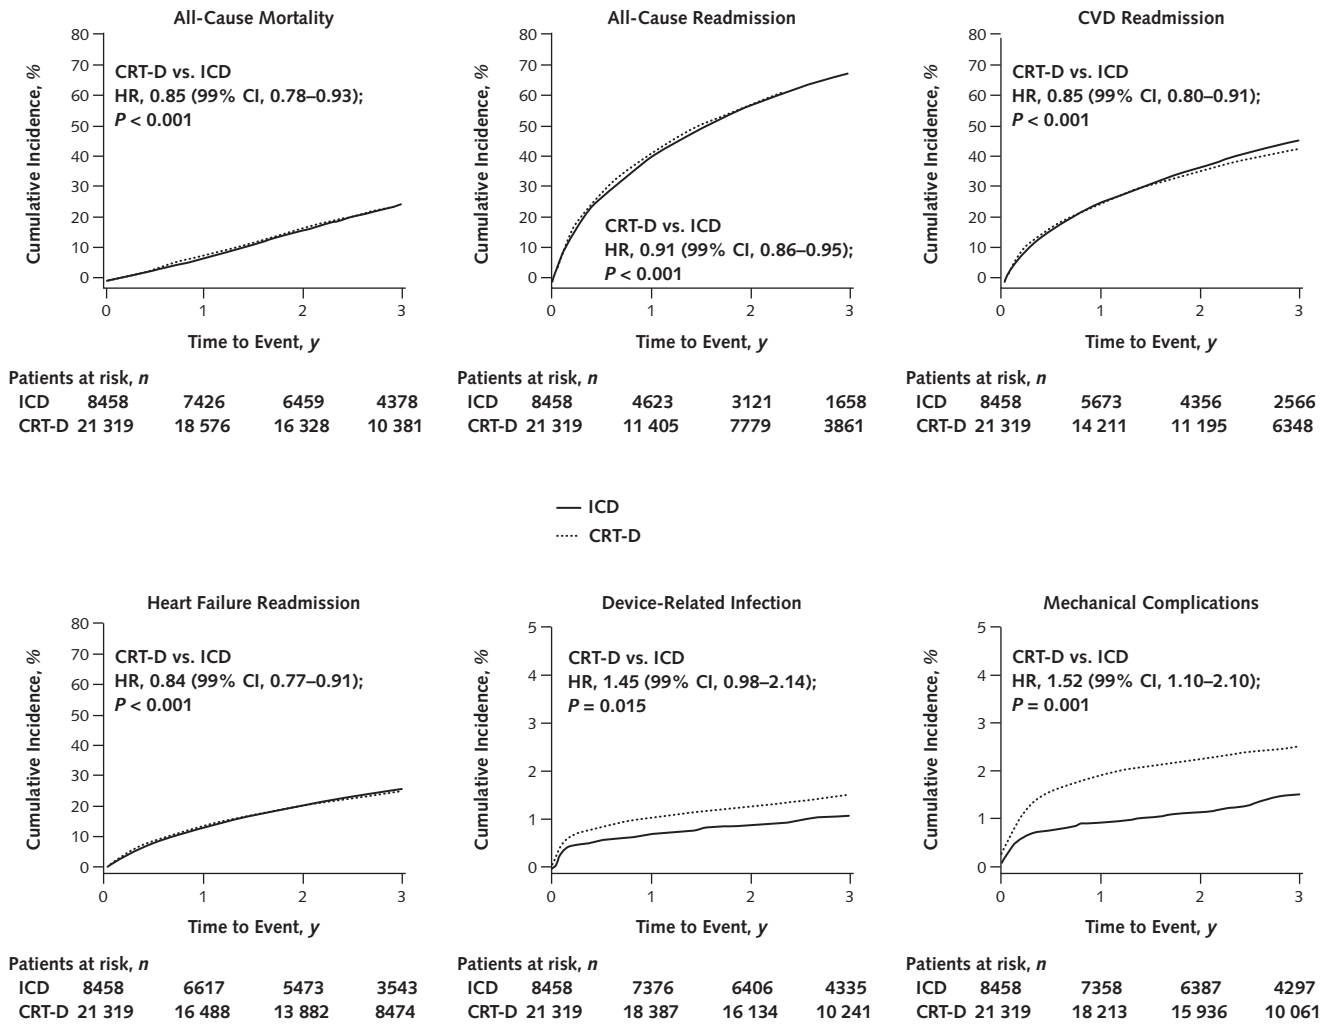 All-Cause Mortality
80
70
60
50
40
30
20
10
0
Cumulative Incidence, %
CRT-D vs. ICD
HR, 0.85 (99% CI, 0.78–0.93);
P < 0.001
0 1 2 3
Time to Event, y
Patients at risk, n
ICD 8458 7426 6459 4378
CRT-D 21 319 18 576 16 328 10 381
All-Cause Readmission
80
70
60
50
40
30
20
10
0
Cumulative Incidence, %
CRT-D vs. ICD
HR, 0.91 (99% CI, 0.86–0.95);
P < 0.001
0 1 2 3
Time to Event, y
Patients at risk, n
ICD 8458 4623 3121 1658
CRT-D 21 319 11 405 7779 3861
CVD Readmission
80
70
60
50
40
30
20
10
0
Cumulative Incidence, %
CRT-D vs. ICD
HR, 0.85 (99% CI, 0.80–0.91);
P < 0.001
0 1 2 3
Time to Event, y
Patients at risk, n
ICD 8458 5673 4356 2566
CRT-D 21 319 14 211 11 195 6348
ICD
CRT-D
Heart Failure Readmission
80
70
60
50
40
30
20
10
0
Cumulative Incidence, %
CRT-D vs. ICD
HR, 0.84 (99% CI, 0.77–0.91);
P < 0.001
0 1 2 3
Time to Event, y
Patients at risk, n
ICD 8458 6617 5473 3543
CRT-D 21 319 16 488 13 882 8474
Device-Related Infection
5
4
3
2
1
0
Cumulative Incidence, %
CRT-D vs. ICD
HR, 1.45 (99% CI, 0.98–2.14);
P = 0.015
0 1 2 3
Time to Event, y
Patients at risk, n
ICD 8458 7376 6406 4335
CRT-D 21 319 18 387 16 134 10 241
Mechanical Complications
5
4
3
2
1
0
Cumulative Incidence, %
CRT-D vs. ICD
HR, 1.52 (99% CI, 1.10–2.10);
P = 0.001
0 1 2 3
Time to Event, y
Patients at risk, n
ICD 8458 7358 6387 4297
CRT-D 21 319 18 213 15 936 10 061